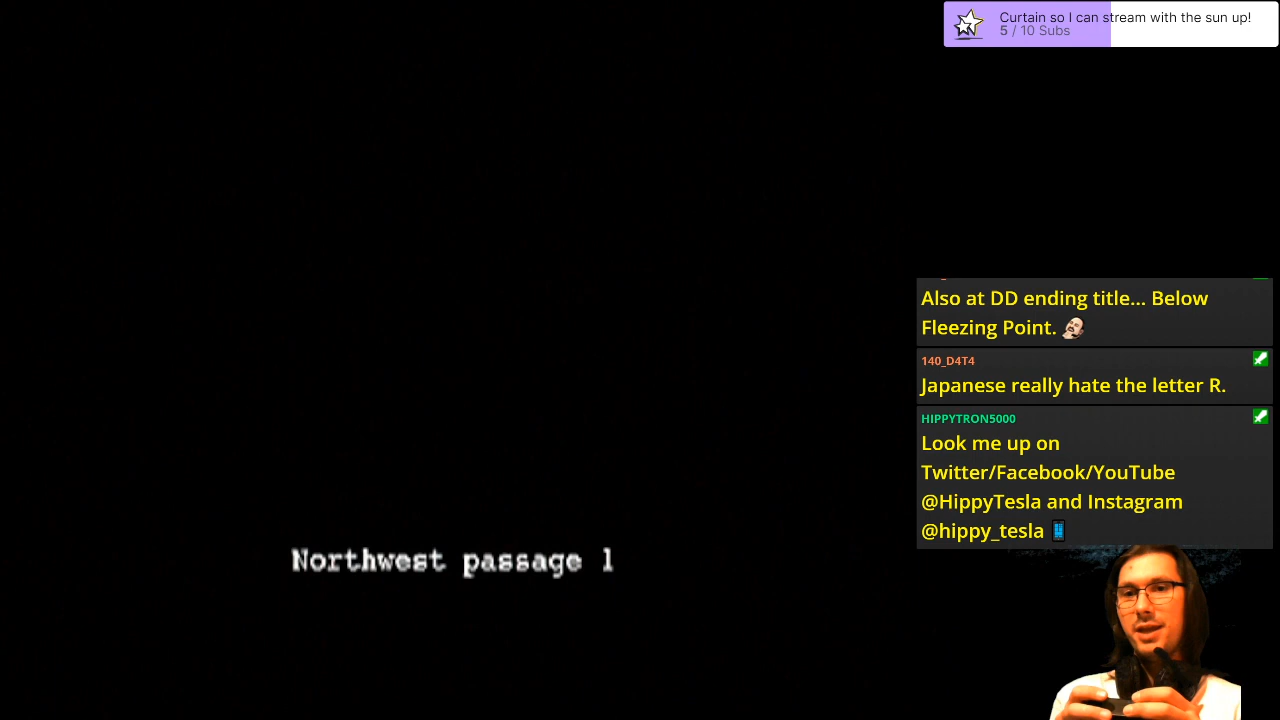 Curtain so I can stream with the sun up!
5 / 10 Subs
Also at DD ending title... Below
Fleezing Point.
140_D4T4
Japanese really hate the letter R.
HIPPYTRON5000
Look me up on
Twitter/Facebook/YouTube
@HippyTesla and Instagram
@hippy_tesla
Northwest passage 1